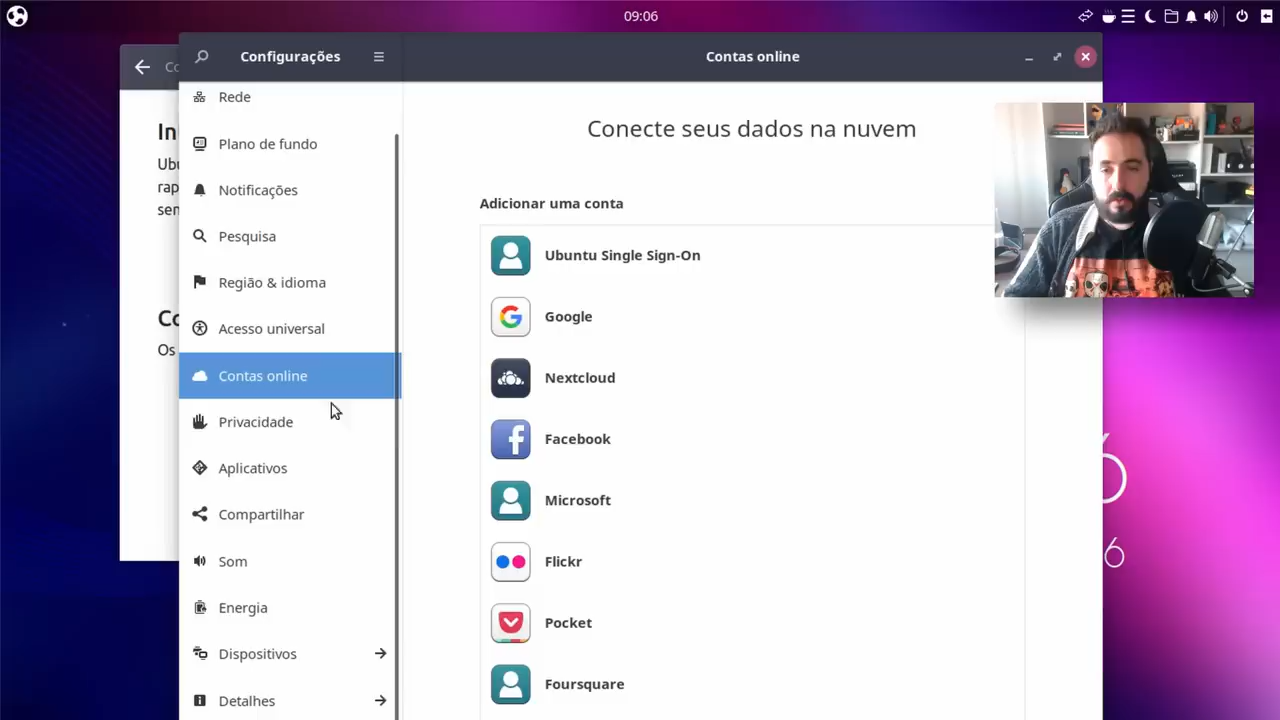 09:06
Configurações
Contas online
Rede
Plano de fundo
Notificações
Pesquisa
Região & idioma
Acesso universal
Contas online
Privacidade
Aplicativos
Compartilhar
Som
Energia
Dispositivos
Detalhes
Conecte seus dados na nuvem
Adicionar uma conta
Ubuntu Single Sign-On
Google
Nextcloud
Facebook
Microsoft
Flickr
Pocket
Foursquare
Os
6